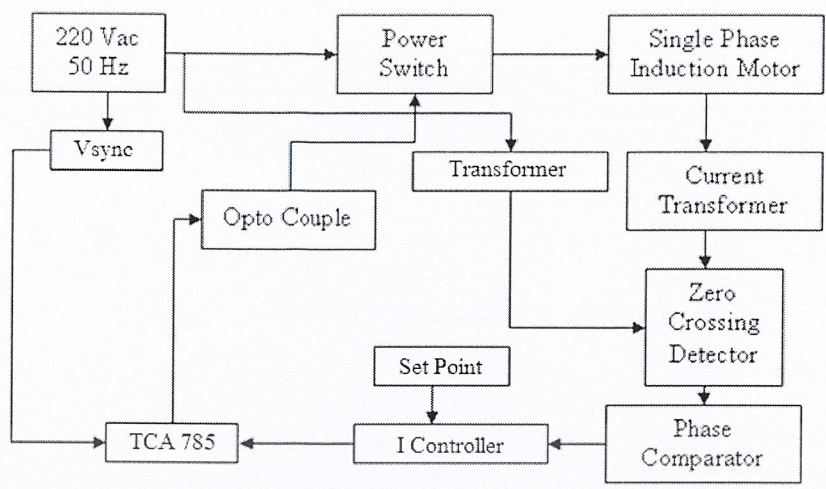 220 Vac
50 Hz
Power
Switch
Single Phase
Induction Motor
Vsync
Transformer
Current
Transformer
Opto Couple
Zero
Crossing
Detector
Set Point
TCA 785
I Controller
Phase
Comparator